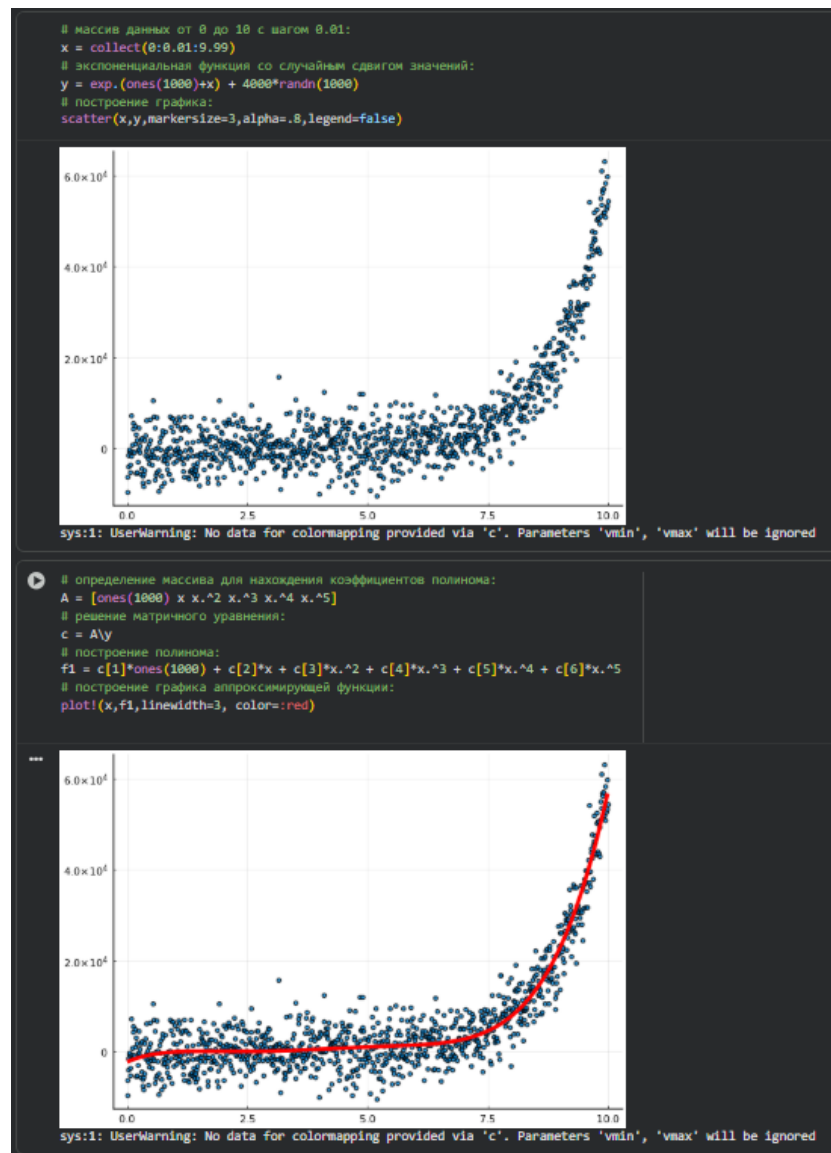 # массив данных от 0 до 10 с шагом 0.01:
x = collect(0:0.01:9.99)
# экспоненциальная функция со случайным сдвигом значений:
y = exp.(ones(1000)+x) + 4000*randn(1000)
# построение графика:
scatter(x,y,markersize=3,alpha=.8,legend=false)
6.0×10⁴
4.0×10⁴
2.0×10⁴
0
0.0 2.5 5.0 7.5 10.0
sys:1: UserWarning: No data for colormapping provided via 'c'. Parameters 'vmin', 'vmax' will be ignored
# определение массива для нахождения коэффициентов полинома:
A = [ones(1000) x x.^2 x.^3 x.^4 x.^5]
# решение матричного уравнения:
c = A\y
# построение полинома:
f1 = c[1]*ones(1000) + c[2]*x + c[3]*x.^2 + c[4]*x.^3 + c[5]*x.^4 + c[6]*x.^5
# построение графика аппроксимирующей функции:
plot!(x,f1,linewidth=3, color=:red)
6.0×10⁴
4.0×10⁴
2.0×10⁴
0
0.0 2.5 5.0 7.5 10.0
sys:1: UserWarning: No data for colormapping provided via 'c'. Parameters 'vmin', 'vmax' will be ignored